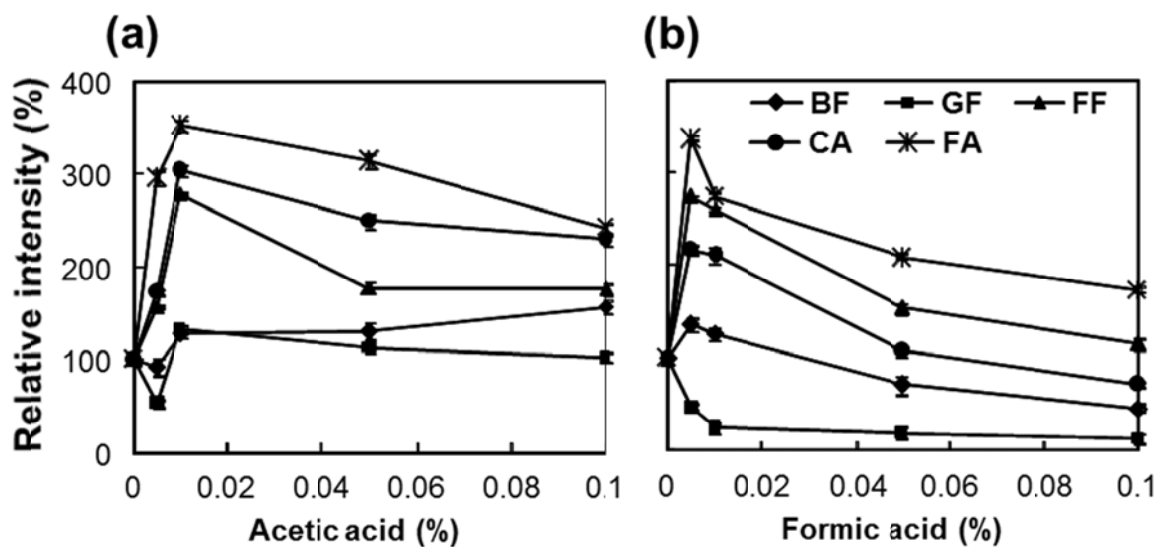 (a)
(b)
Relative intensity (%)
400
300
200
100
0
0
0.02
0.04
0.06
0.08
0.1
Acetic acid (%)
BF GF FF
CA FA
0
0.02
0.04
0.06
0.08
0.1
Formic acid (%)